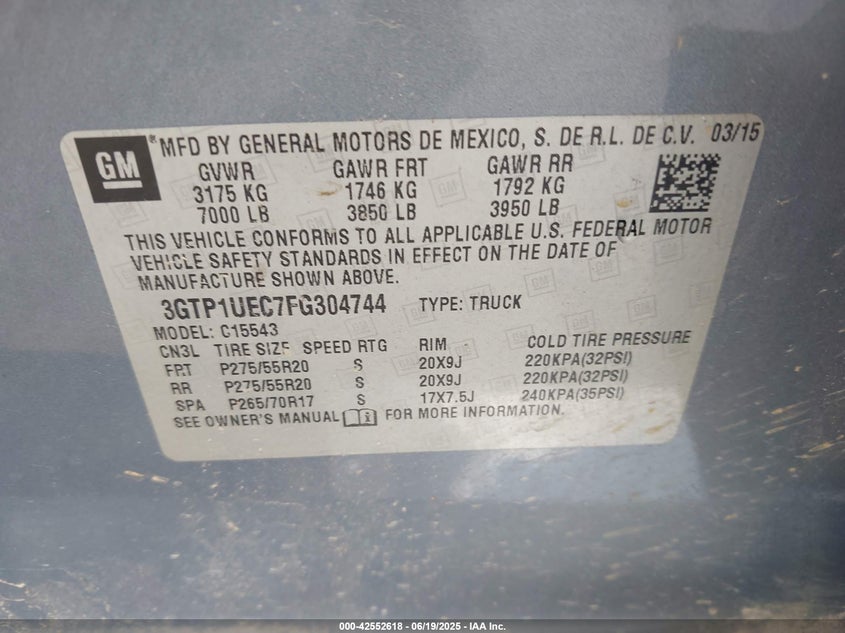 GM
®MFD BY GENERAL MOTORS DE MEXICO, S. DE R.L. DE C.V. 03/15
GVWR GAWR FRT GAWR RR
3175 KG 1746 KG 1792 KG
7000 LB 3850 LB 3950 LB
THIS VEHICLE CONFORMS TO ALL APPLICABLE U.S. FEDERAL MOTOR
VEHICLE SAFETY STANDARDS IN EFFECT ON THE DATE OF
MANUFACTURE SHOWN ABOVE.
3GTP1UEC7FG304744 TYPE: TRUCK
MODEL: C15543
CN3L TIRE SIZE SPEED RTG RIM COLD TIRE PRESSURE
FRT P275/55R20 S 20X9J 220KPA(32PSI)
RR P275/55R20 S 20X9J 220KPA(32PSI)
SPA P265/70R17 S 17X7.5J 240KPA(35PSI)
SEE OWNER'S MANUAL FOR MORE INFORMATION.
000-42552618 - 06/19/2025 - IAA Inc.